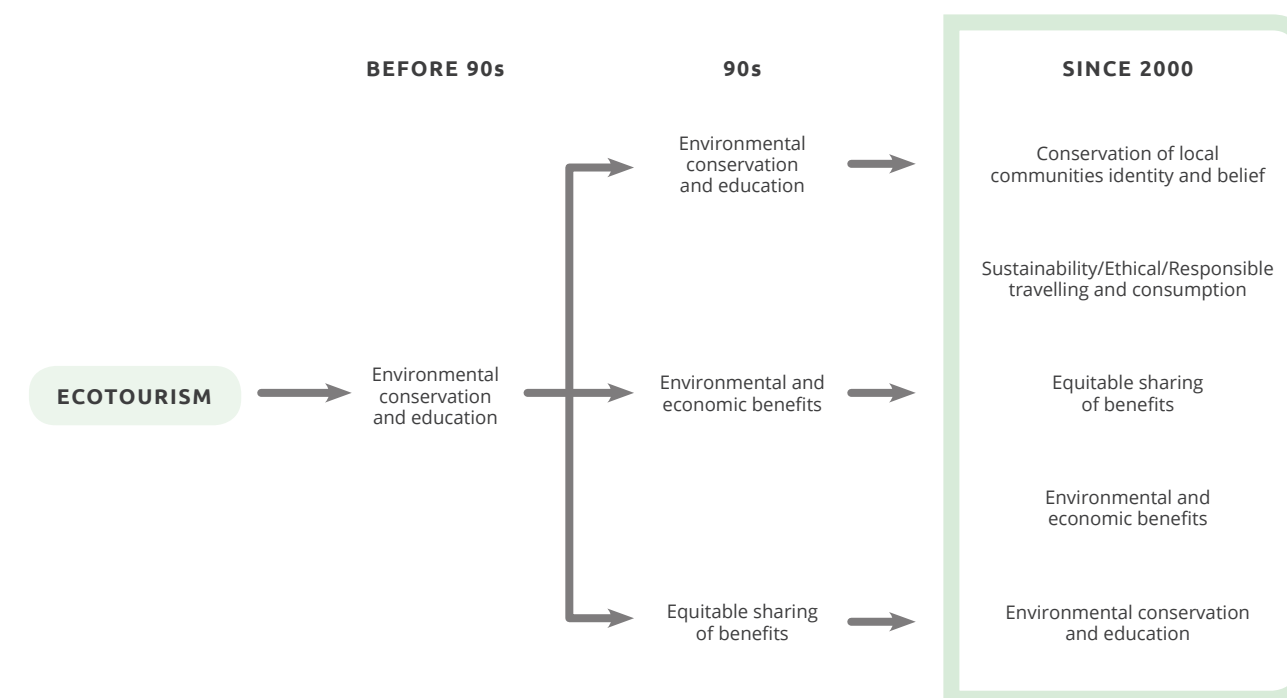 BEFORE 90s
90s
SINCE 2000
ECOTOURISM
Environmental
conservation
and education
Environmental
conservation
and education
Environmental and
economic benefits
Equitable sharing
of benefits
Conservation of local
communities identity and belief
Sustainability/Ethical/Responsible
travelling and consumption
Equitable sharing
of benefits
Environmental and
economic benefits
Environmental conservation
and education